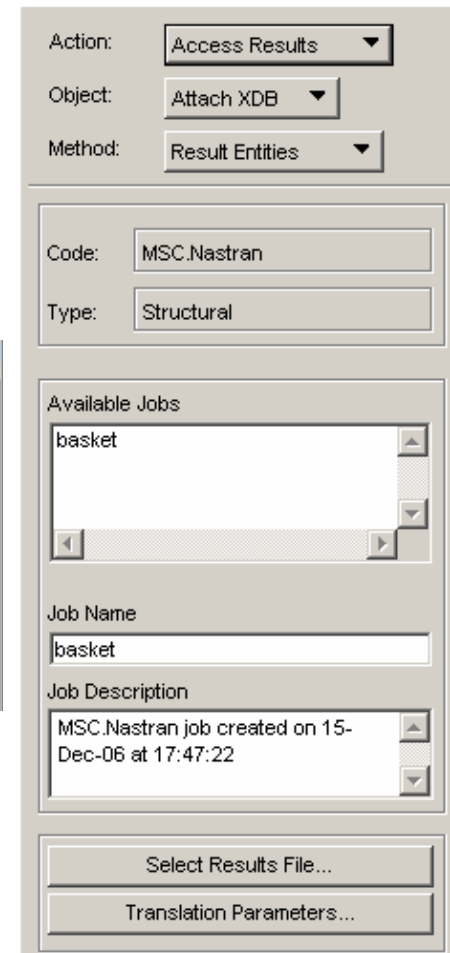 Action: Access Results
Object: Attach XDB
Method: Result Entities
Code: MSC.Nastran
Type: Structural
Available Jobs
basket
Job Name
basket
Job Description
MSC.Nastran job created on 15-
Dec-06 at 17:47:22
Select Results File...
Translation Parameters...